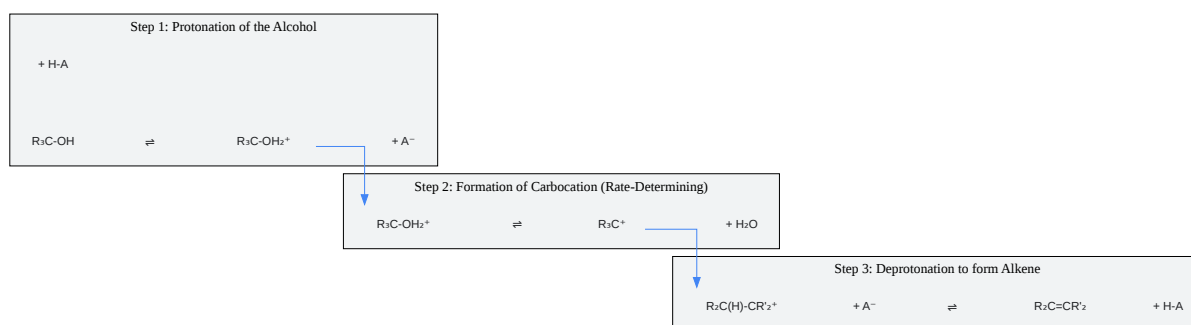 Step 1: Protonation of the Alcohol
+ H-A
R₃C-OH ⇌ R₃C-OH₂⁺ + A⁻
Step 2: Formation of Carbocation (Rate-Determining)
R₃C-OH₂⁺ ⇌ R₃C⁺ + H₂O
Step 3: Deprotonation to form Alkene
R₂C(H)-CR'₂⁺ + A⁻ ⇌ R₂C=CR'₂ + H-A